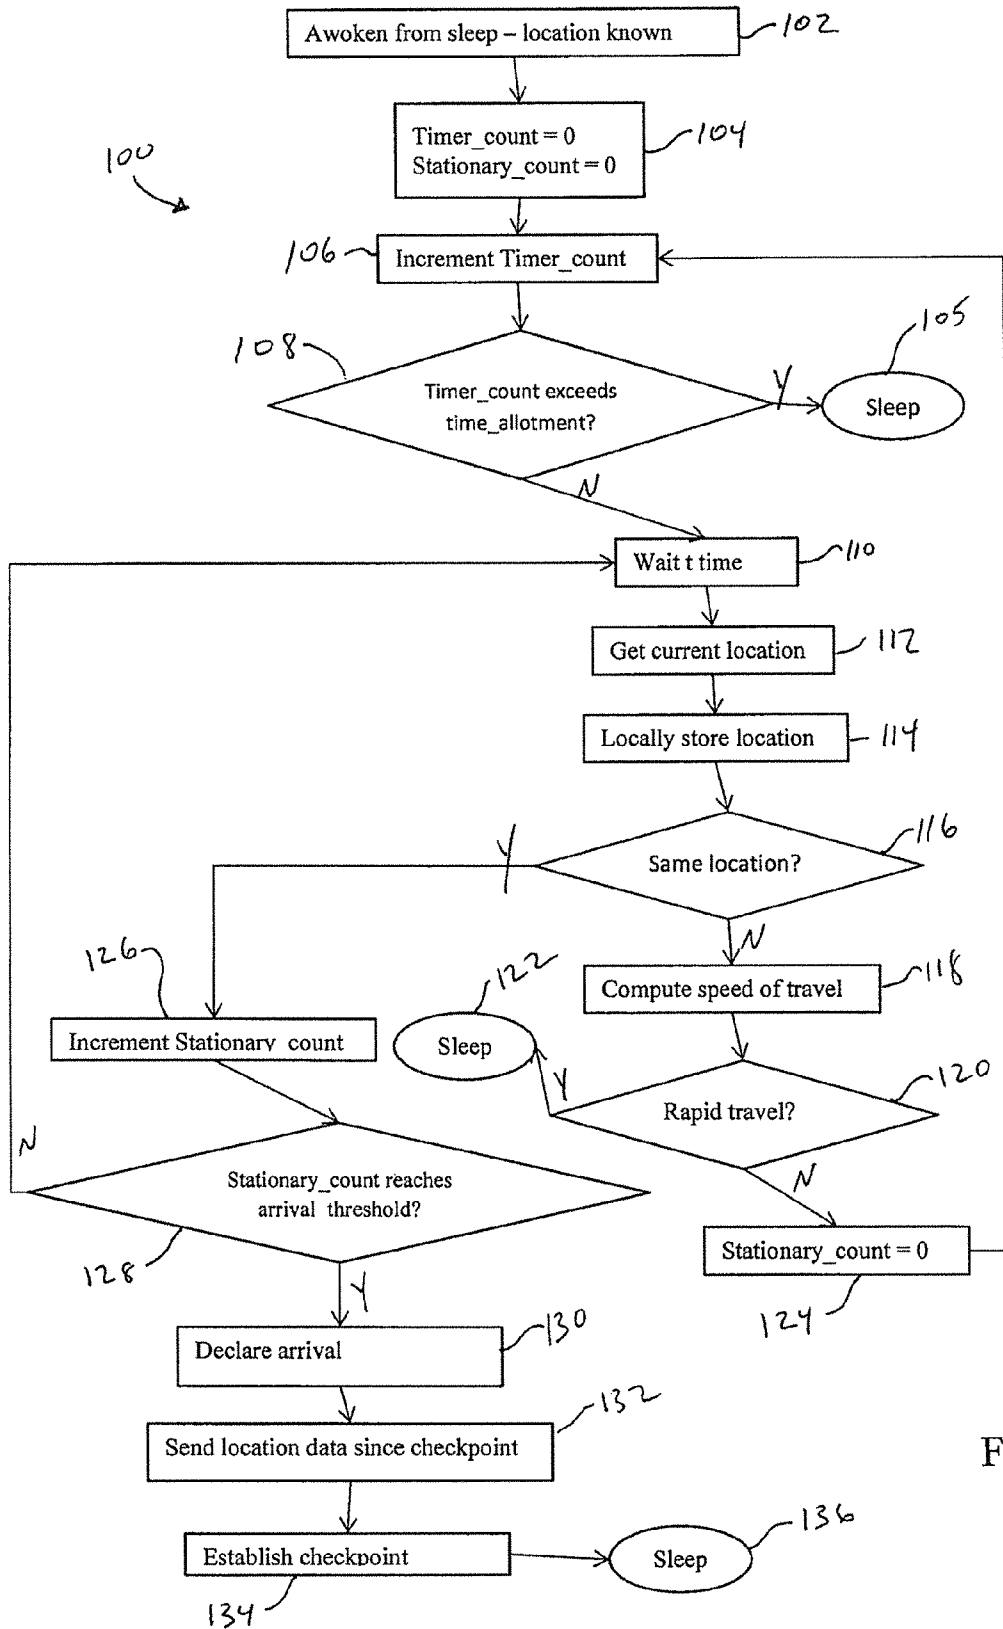 Awoken from sleep – location known
102
Timer_count = 0
Stationary_count = 0
104
100
106
Increment Timer_count
105
108
Timer_count exceeds
time_allotment?
Y
Sleep
N
Wait t time
110
Get current location
112
Locally store location
114
116
Same location?
Y
N
126
122
Compute speed of travel
118
Increment Stationary_count
Sleep
Y
Rapid travel?
120
N
Stationary_count reaches
arrival threshold?
N
128
Stationary_count = 0
124
Y
Declare arrival
130
132
Send location data since checkpoint
F
136
Establish checkpoint
Sleep
134